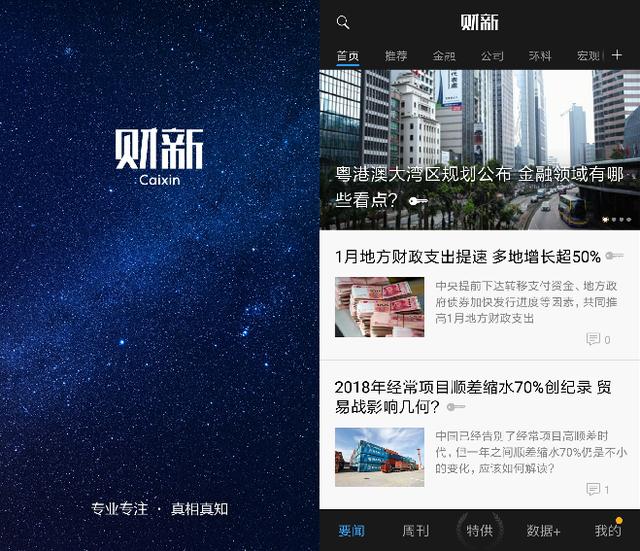 财新
Caixin
专业专注 · 真相真知
财新
首页 推荐 金融 公司 环科 宏观
粤港澳大湾区规划公布 金融领域有哪
些看点？
1月地方财政支出提速 多地增长超50%
中央提前下达转移支付资金、地方政
府债券加快发行进度等因素，共同推
高1月地方财政支出
0
2018年经常项目顺差缩水70%创纪录 贸
易战影响几何？
中国已经告别了经常项目高顺差时
代，但一年之间顺差缩水70%仍是不小
的变化，应该如何解读？
1
要闻 周刊 特供 数据+ 我的